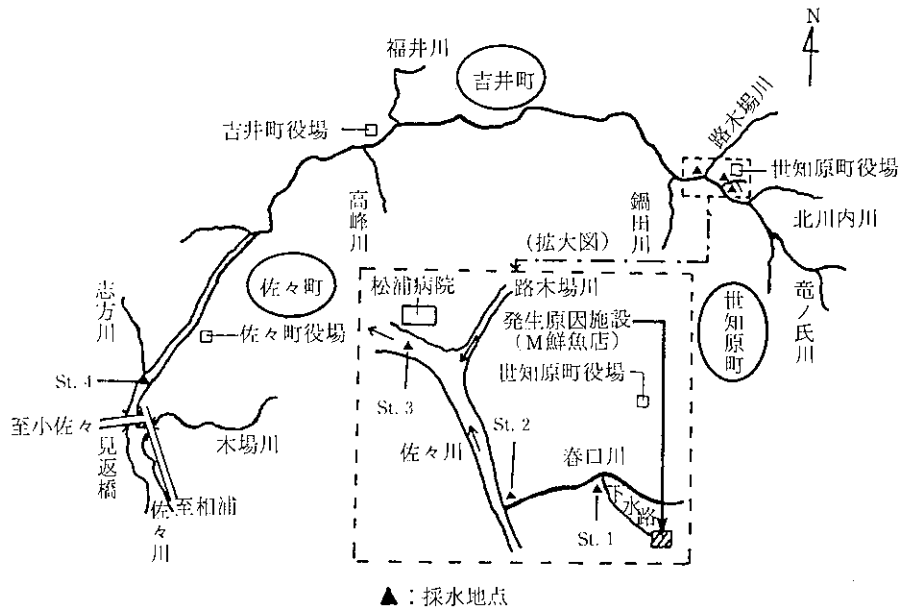 N
福井川
吉井町
吉井町役場
路木場川
世知原町役場
高峰川
鍋田川
北川内川
(拡大図)
佐々町
志方川
松浦病院
路木場川
発生原因施設
(M鮮魚店)
世知原町
竜ノ氏川
佐々町役場
世知原町役場
St. 4
St. 3
St. 2
至小佐々
見返橋
木場川
佐々川
春口川
下水路
至相浦
佐々川
St. 1
▲:採水地点